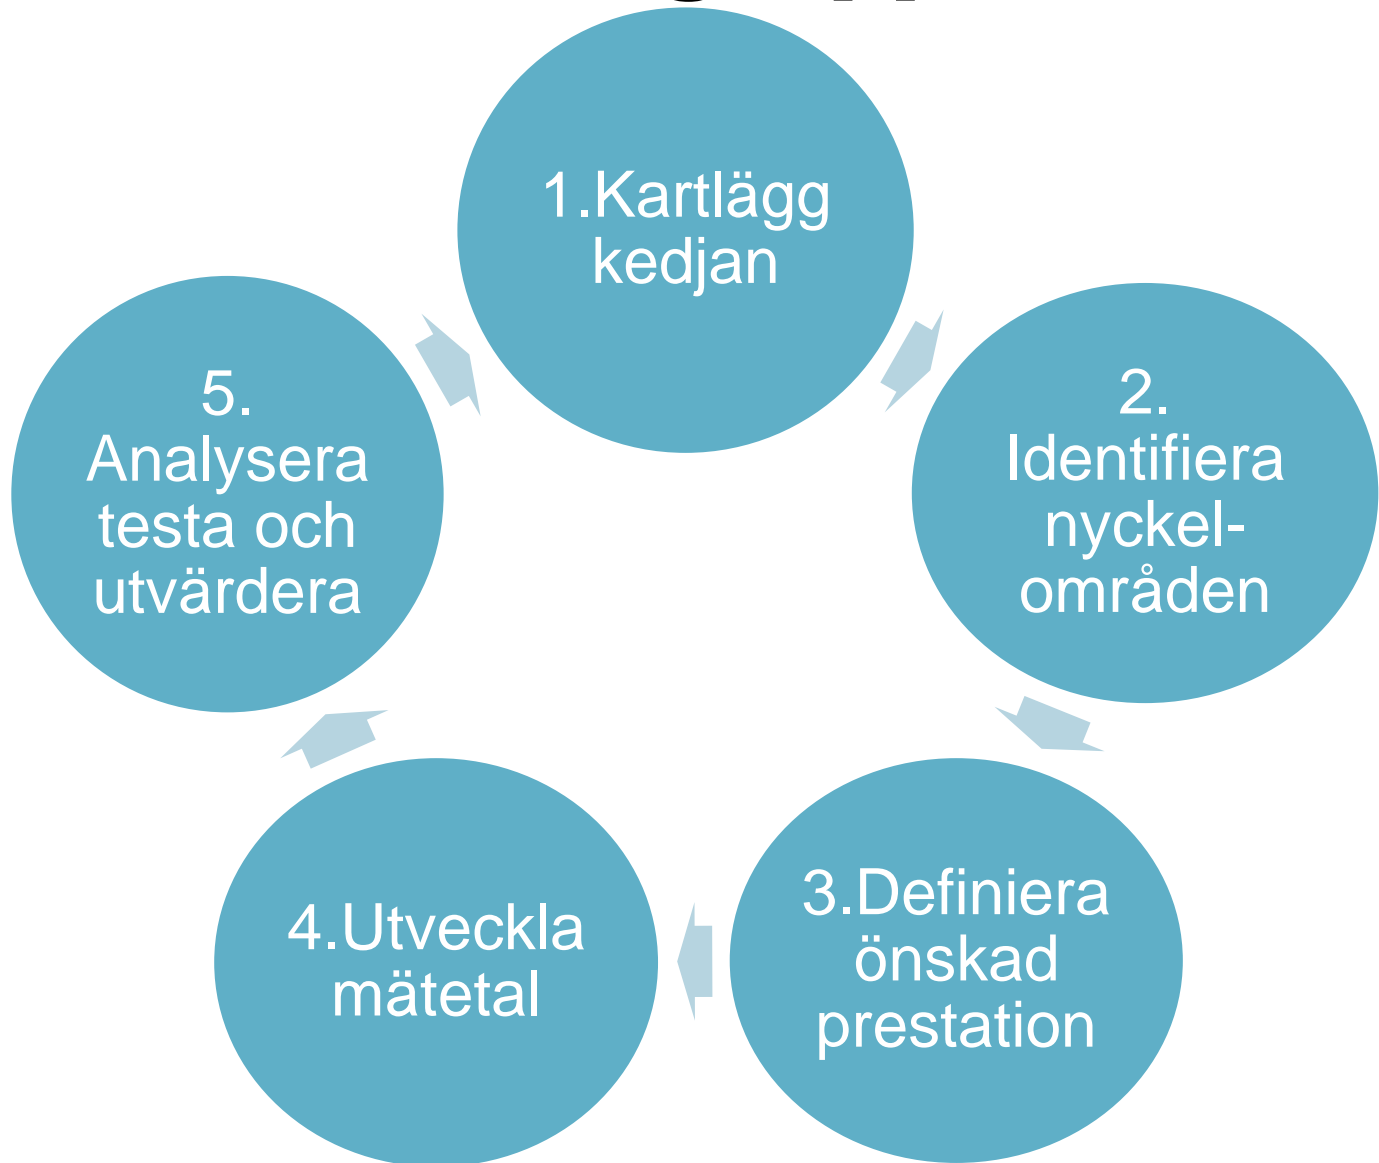 1.Kartlägg
kedjan
2.
Identifiera
nyckel-
områden
3.Definiera
önskad
prestation
4.Utveckla
mätetal
5.
Analysera
testa och
utvärdera